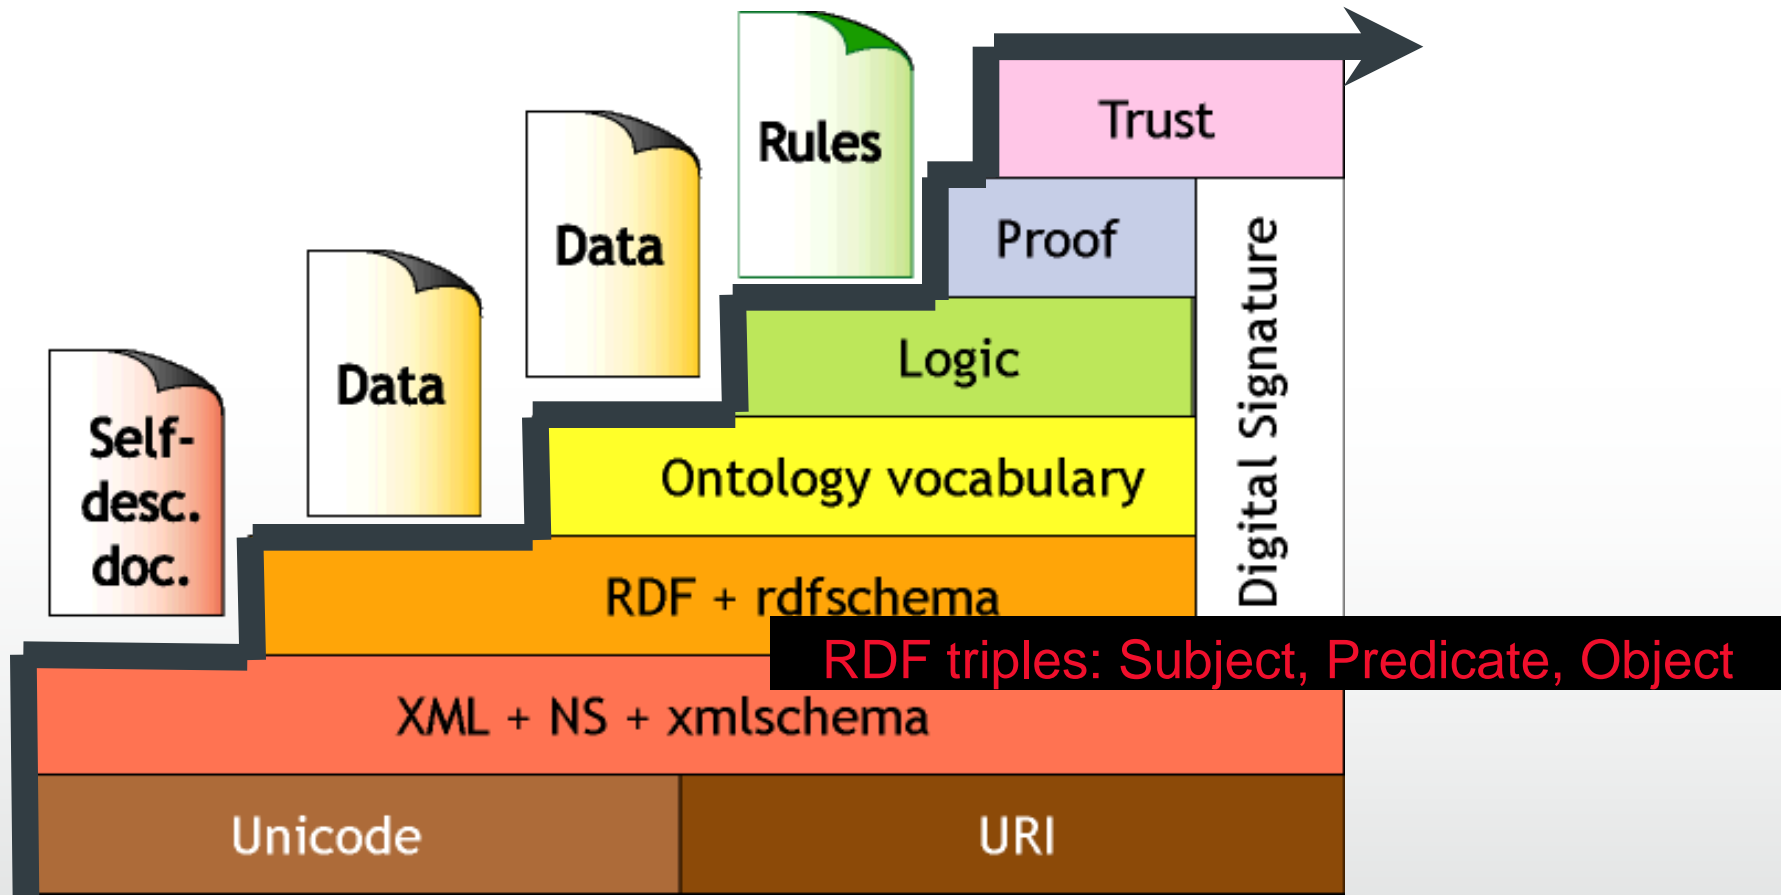 Trust
Rules
Proof
Data
Logic
Data
Self-
desc.
doc.
Ontology vocabulary
Digital Signature
RDF + rdfschema
RDF triples: Subject, Predicate, Object
XML + NS + xmlschema
Unicode
URI